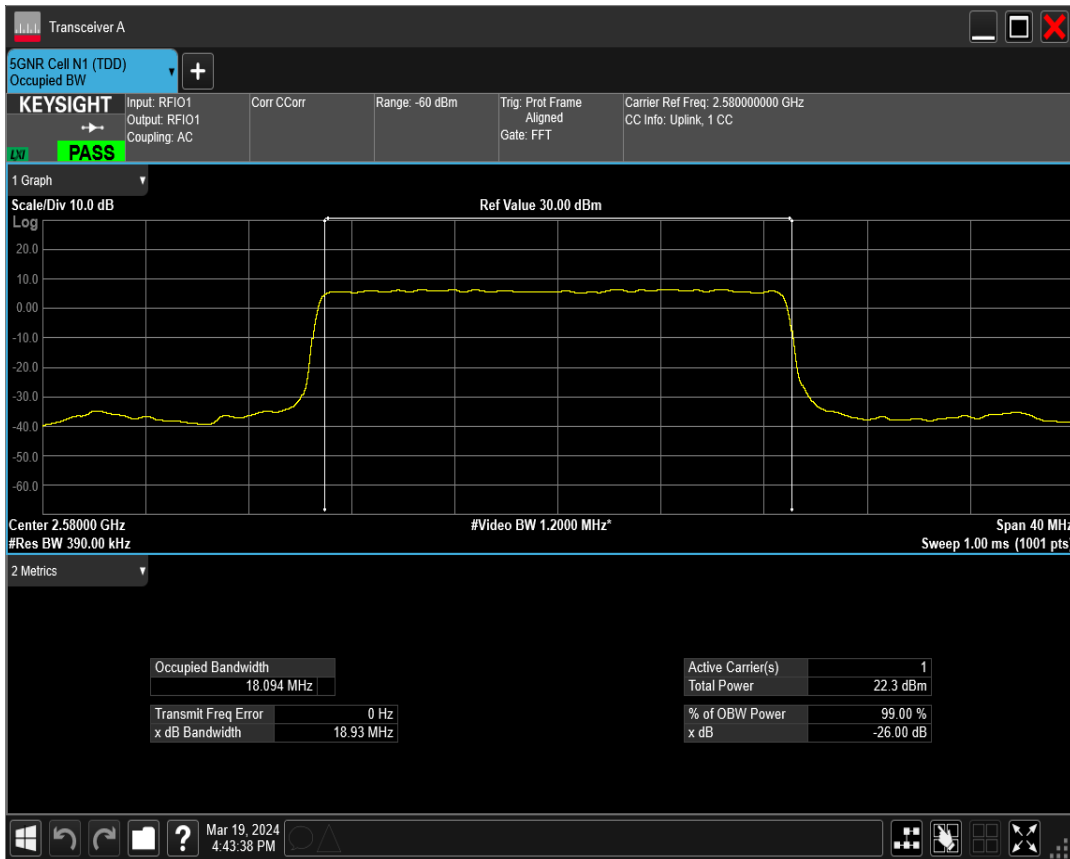 Transceiver A
5GNR Cell N1 (TDD)
Occupied BW
+
KEYSIGHT
LXI
PASS
Input: RFIO1
Output: RFIO1
Coupling: AC
Corr CCorr
Range: -60 dBm
Trig: Prot Frame
Aligned
Gate: FFT
Carrier Ref Freq: 2.580000000 GHz
CC Info: Uplink, 1 CC
1 Graph
Scale/Div 10.0 dB
Ref Value 30.00 dBm
Log
20.0
10.0
0.00
-10.0
-20.0
-30.0
-40.0
-50.0
-60.0
Center 2.58000 GHz
#Video BW 1.2000 MHz*
Span 40 MHz
#Res BW 390.00 kHz
Sweep 1.00 ms (1001 pts)
2 Metrics
Occupied Bandwidth
18.094 MHz
Transmit Freq Error 0 Hz
x dB Bandwidth 18.93 MHz
Active Carrier(s) 1
Total Power 22.3 dBm
% of OBW Power 99.00 %
x dB -26.00 dB
?
Mar 19, 2024
4:43:38 PM